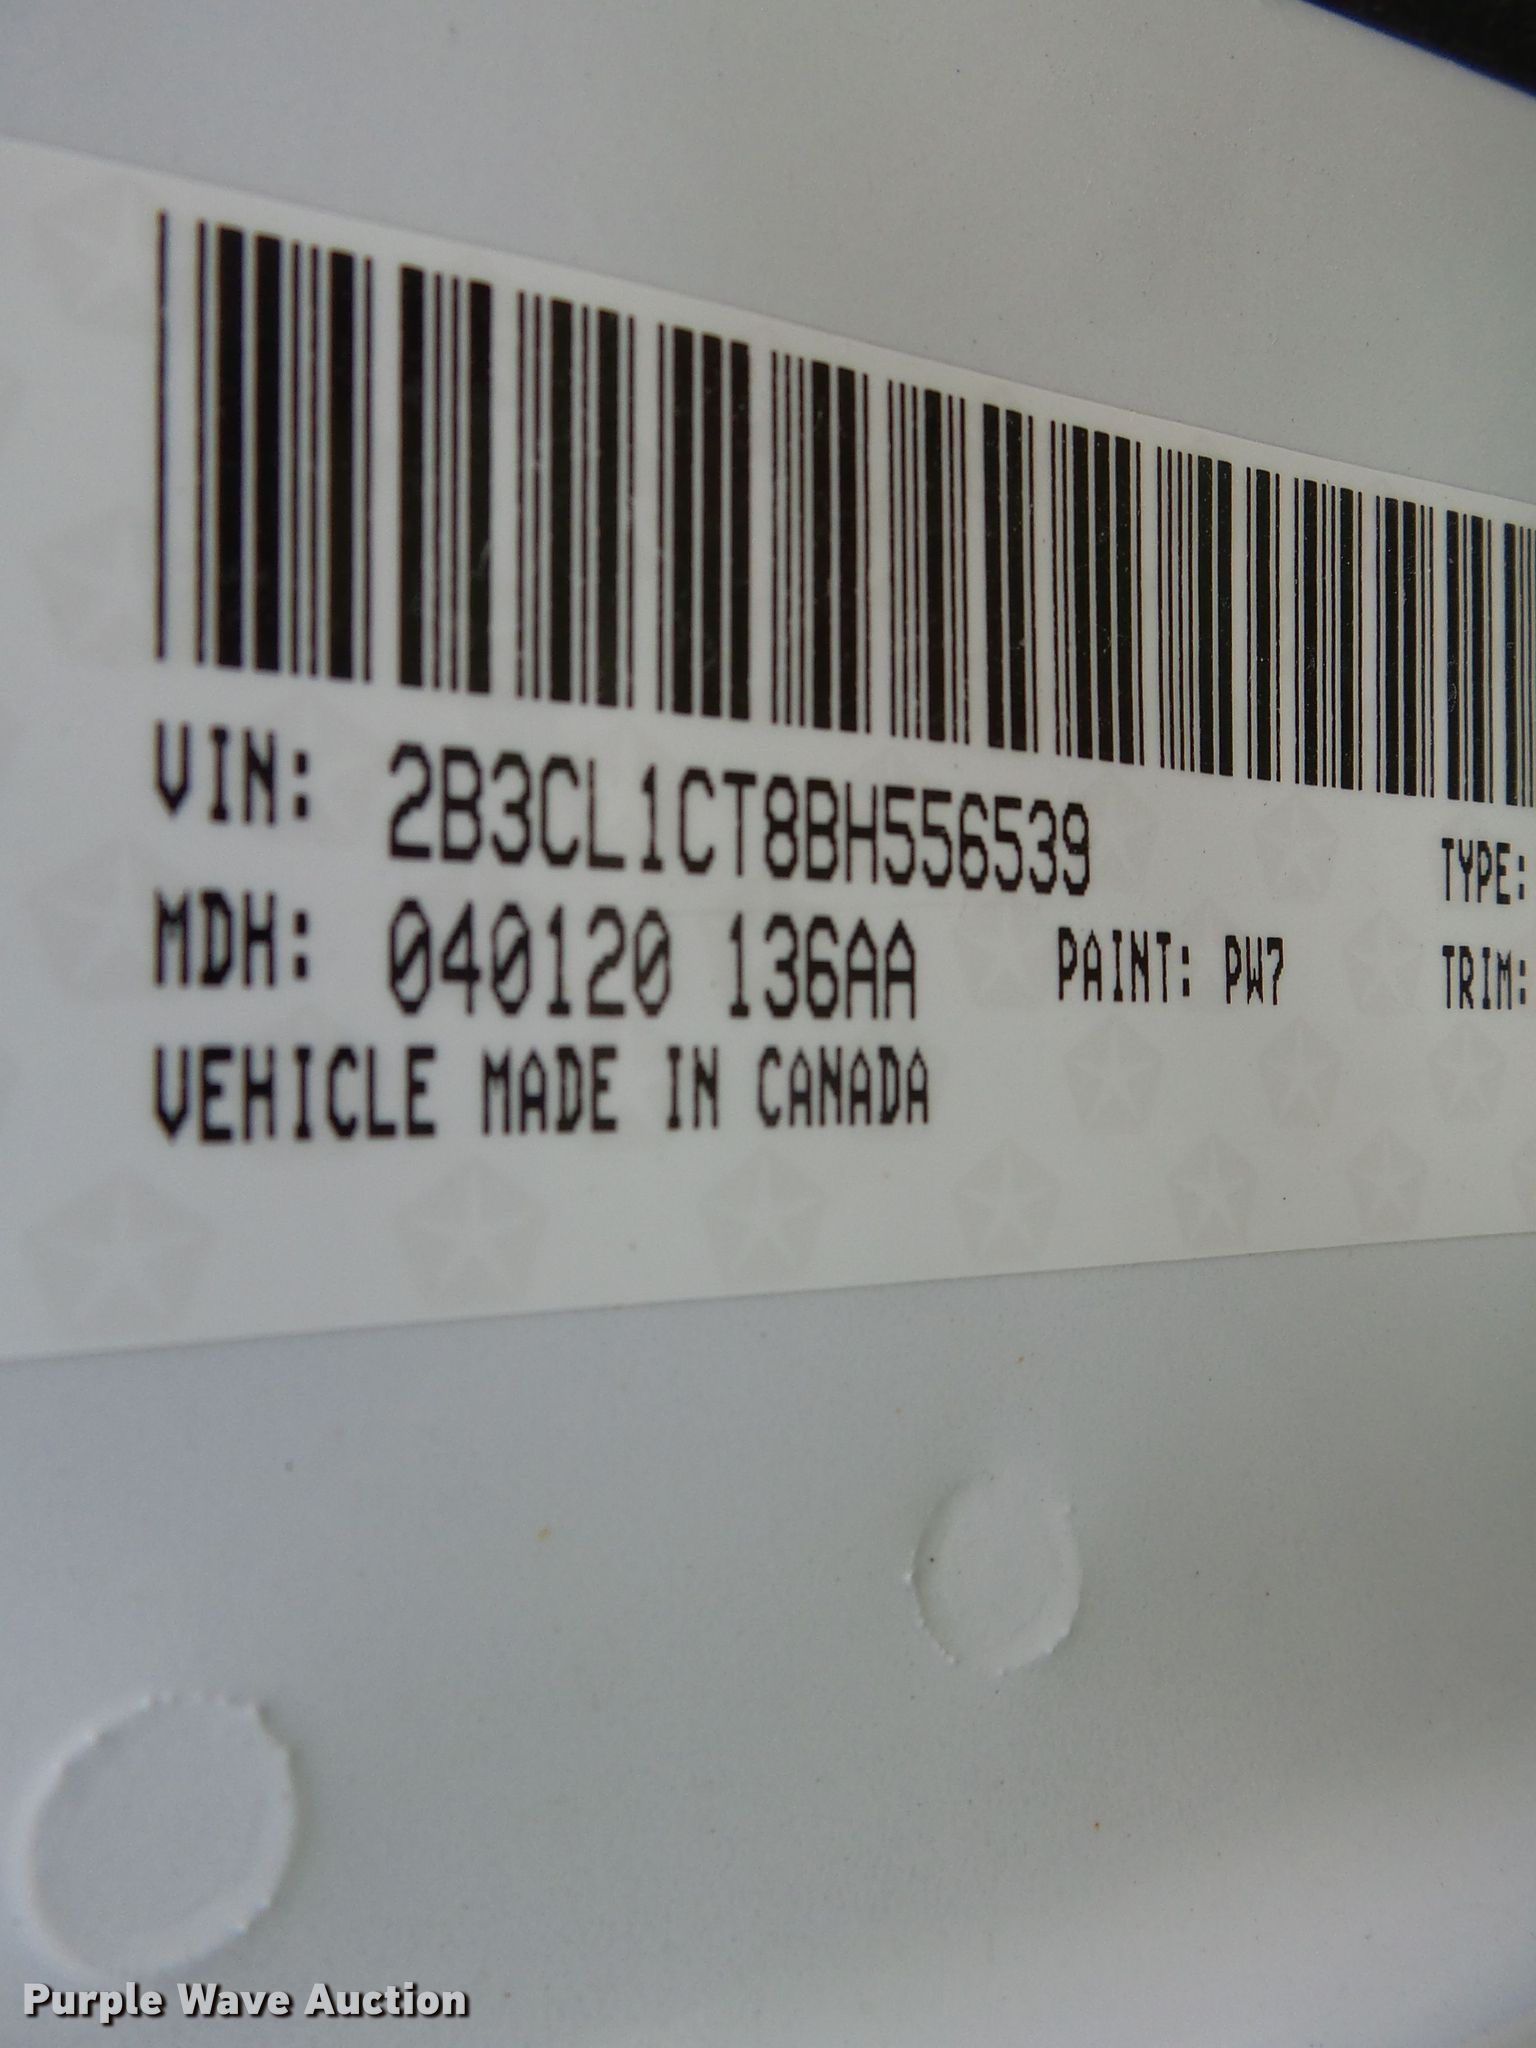 VIN: 2B3CL1CT8BH556539
TYPE:
MDH: 040120 136AA PAINT: PW7
TRIM:
VEHICLE MADE IN CANADA
Purple Wave Auction